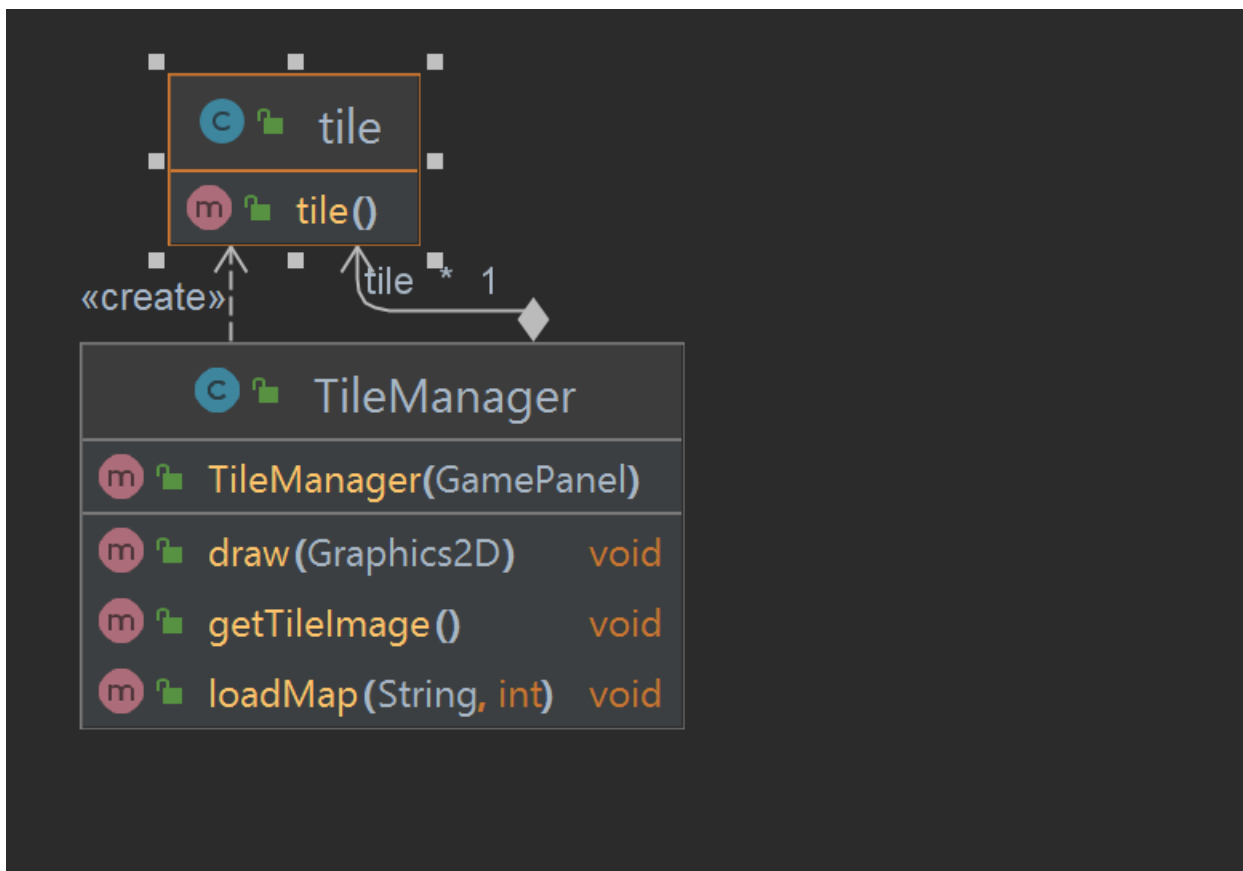 C tile
m tile()
«create» tile * 1
C TileManager
m TileManager(GamePanel)
m draw(Graphics2D) void
m getTileImage() void
m loadMap(String, int) void